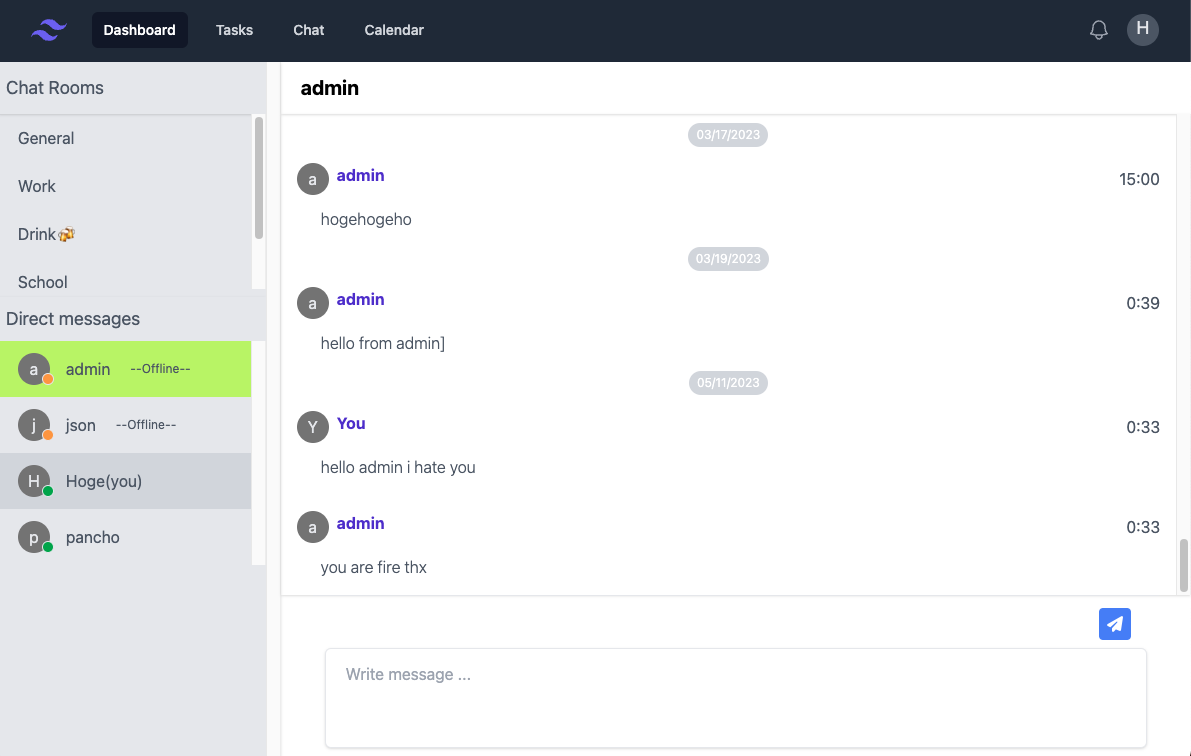 Dashboard Tasks Chat Calendar H
Chat Rooms
General
Work
Drink🍻
School
Direct messages
a admin --Offline--
j json --Offline--
H Hoge(you)
p pancho
admin
03/17/2023
a admin 15:00
hogehogeho
03/19/2023
a admin 0:39
hello from admin]
05/11/2023
Y You 0:33
hello admin i hate you
a admin 0:33
you are fire thx
Write message ...